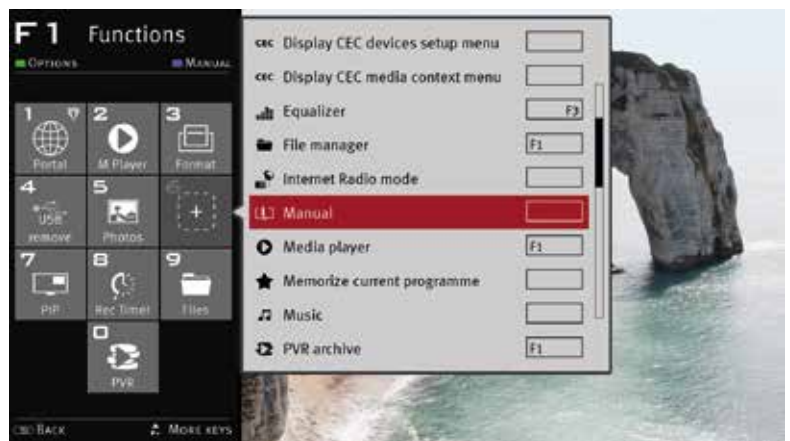 F 1 Functions
OPTIONS MANUAL
1 2 3
Portal M.Player Format
4 5 6
USB
remove Photos
7 8 9
PIP Rec Timer Files
0
PVR
BACK MORE KEYS
CEC Display CEC devices setup menu
CEC Display CEC media context menu
Equalizer F3
File manager F1
Internet Radio mode
Manual
Media player F1
Memorize current programme
Music
PVR archive F1